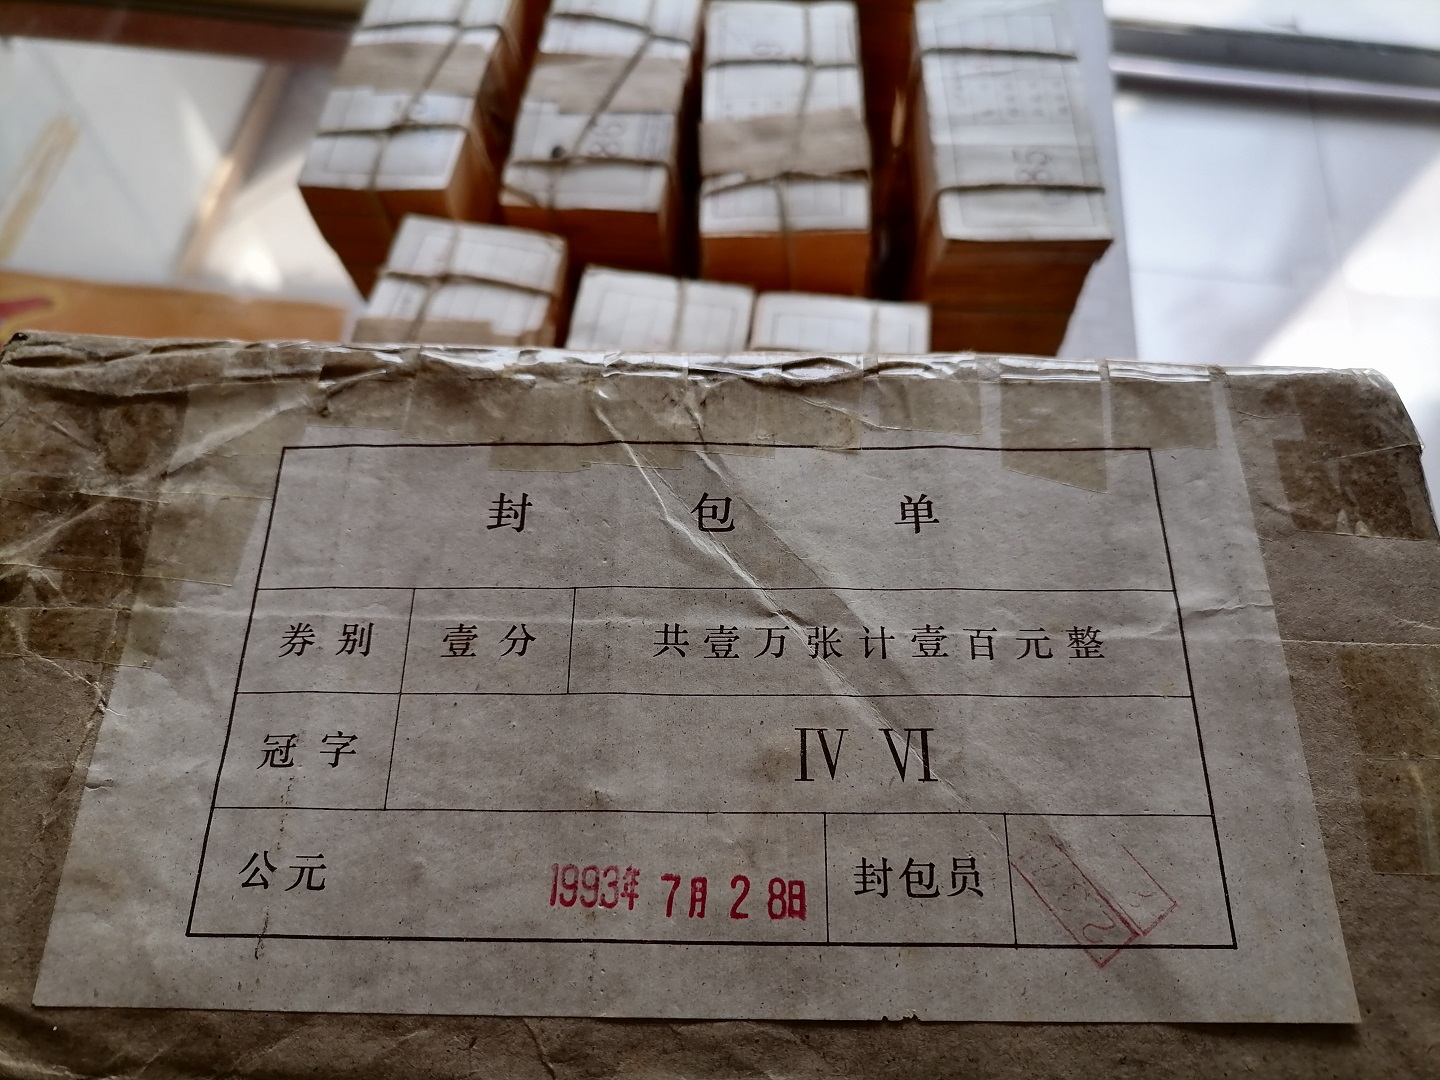 封包单
券别 壹分 共壹万张计壹百元整
冠字 Ⅳ Ⅵ
公元 1993年 7月 28日 封包员